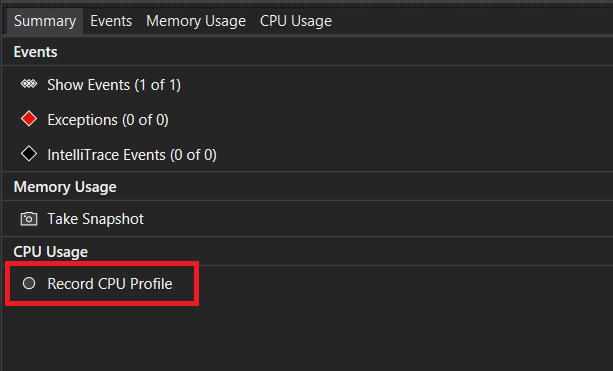 Summary Events Memory Usage CPU Usage
Events
Show Events (1 of 1)
Exceptions (0 of 0)
IntelliTrace Events (0 of 0)
Memory Usage
Take Snapshot
CPU Usage
Record CPU Profile